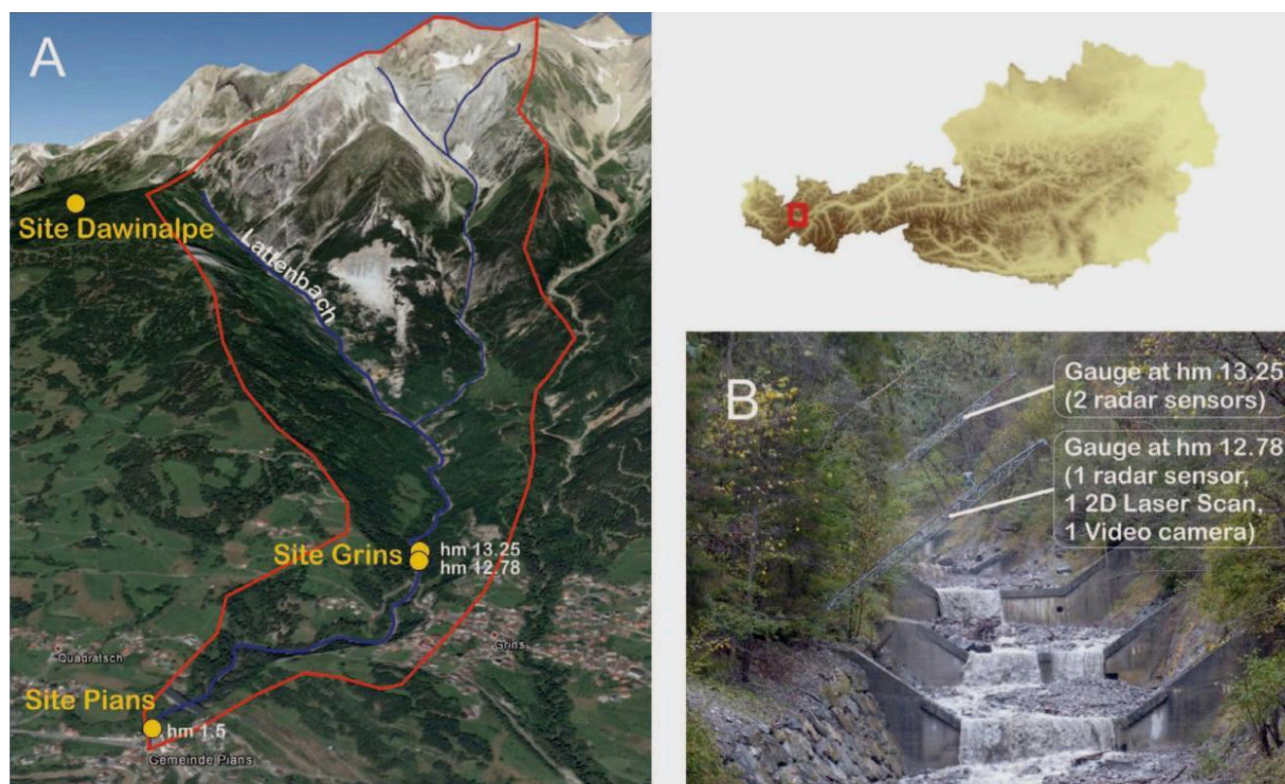 A
Site Dawinalpe
Lattenbach
Site Grins
hm 13.25
hm 12.78
Quadratsch
Grins
Site Pians
hm 1.5
Gemeinde Pians
B
Gauge at hm 13.25
(2 radar sensors)
Gauge at hm 12.78
(1 radar sensor,
1 2D Laser Scan,
1 Video camera)